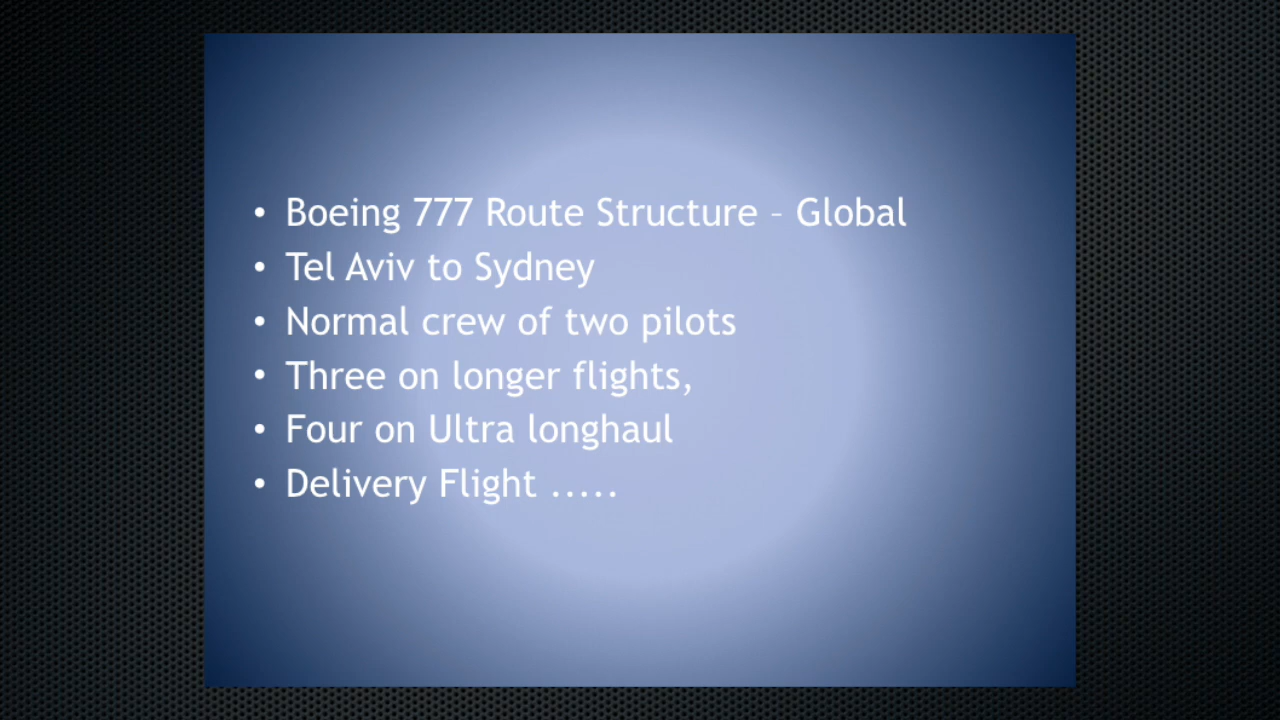 • Boeing 777 Route Structure – Global
• Tel Aviv to Sydney
• Normal crew of two pilots
• Three on longer flights,
• Four on Ultra longhaul
• Delivery Flight .....